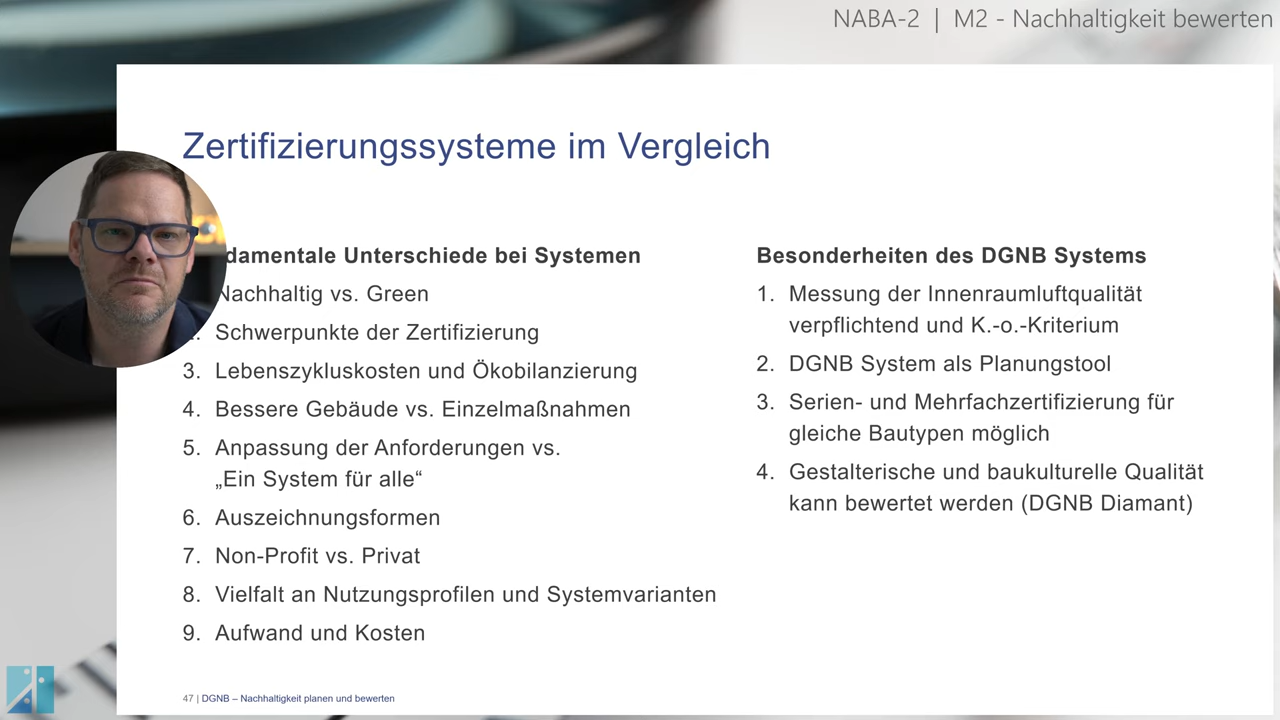 NABA-2 | M2 - Nachhaltigkeit bewerten
Zertifizierungssysteme im Vergleich
damentale Unterschiede bei Systemen
Nachhaltig vs. Green
2. Schwerpunkte der Zertifizierung
3. Lebenszykluskosten und Ökobilanzierung
4. Bessere Gebäude vs. Einzelmaßnahmen
5. Anpassung der Anforderungen vs.
„Ein System für alle“
6. Auszeichnungsformen
7. Non-Profit vs. Privat
8. Vielfalt an Nutzungsprofilen und Systemvarianten
9. Aufwand und Kosten
Besonderheiten des DGNB Systems
1. Messung der Innenraumluftqualität
verpflichtend und K.-o.-Kriterium
2. DGNB System als Planungstool
3. Serien- und Mehrfachzertifizierung für
gleiche Bautypen möglich
4. Gestalterische und baukulturelle Qualität
kann bewertet werden (DGNB Diamant)
47 | DGNB – Nachhaltigkeit planen und bewerten